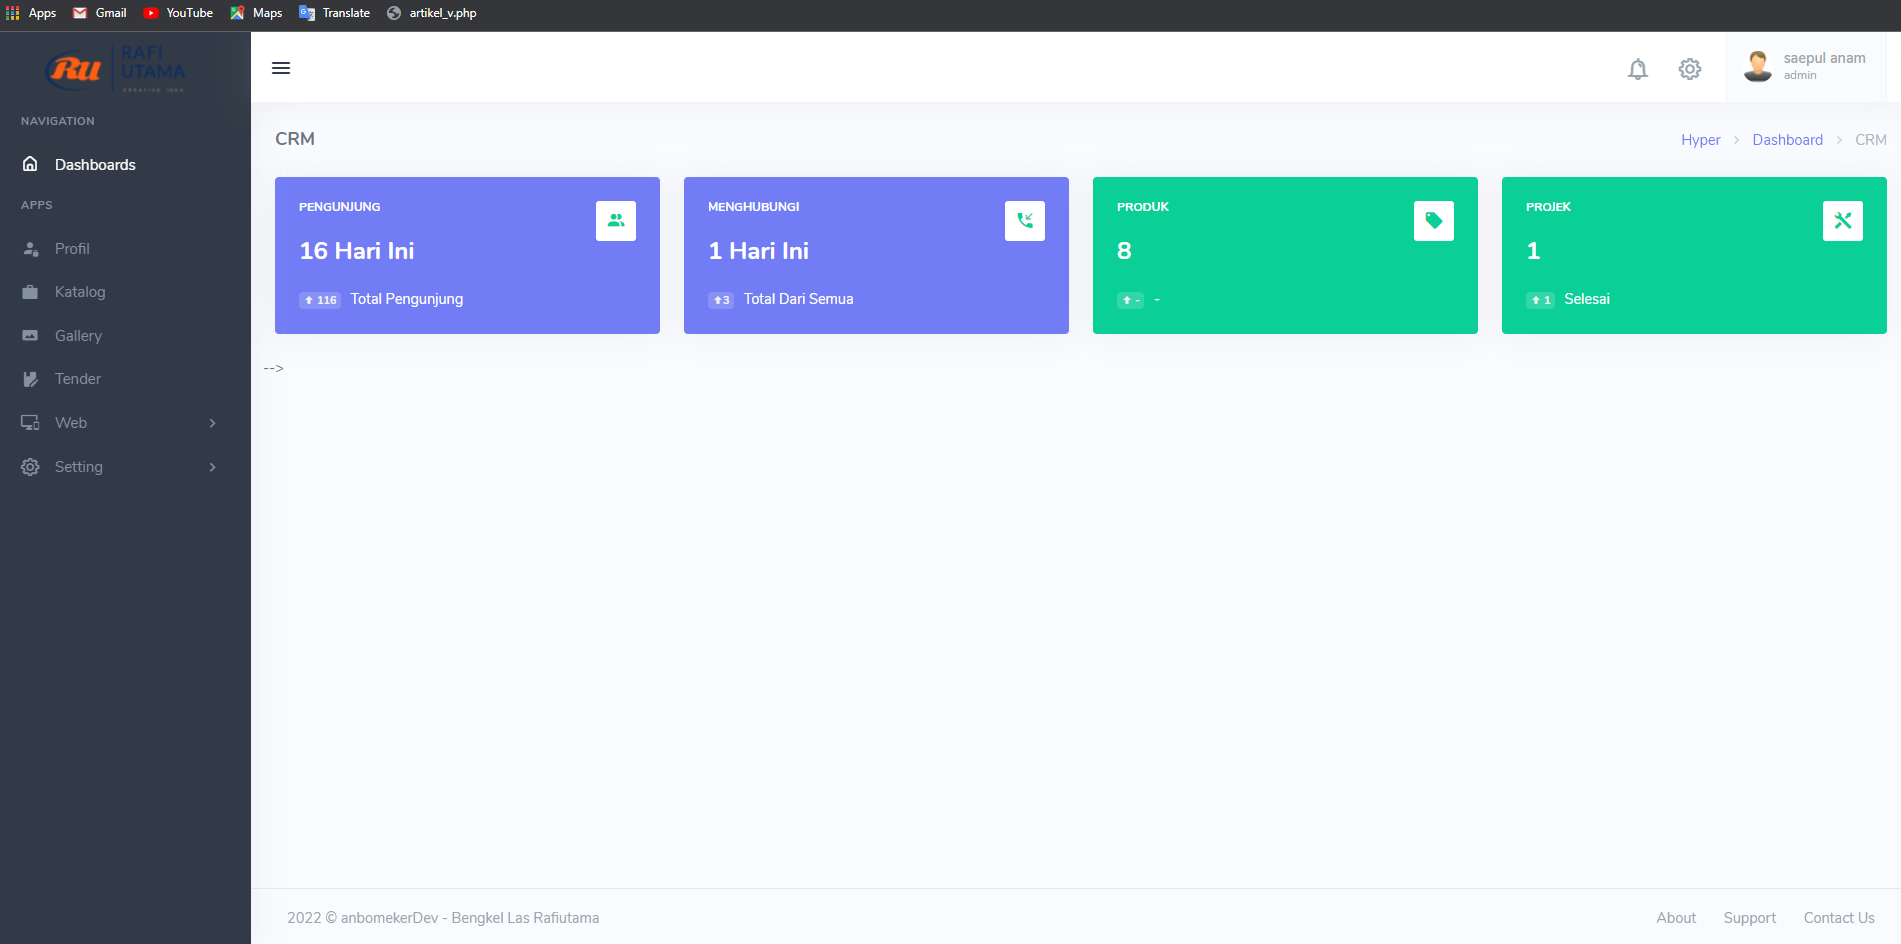 Apps Gmail YouTube Maps Translate artikel_v.php
Ru RAFI
UTAMA
CREATIVE IDEA
saepul anam
admin
NAVIGATION
Dashboards
APPS
Profil
Katalog
Gallery
Tender
Web
Setting
CRM
Hyper > Dashboard > CRM
PENGUNJUNG
16 Hari Ini
116 Total Pengunjung
MENGHUBUNGI
1 Hari Ini
3 Total Dari Semua
PRODUK
8
- -
PROJEK
1
1 Selesai
-->
2022 © anbomekerDev - Bengkel Las Rafiutama
About Support Contact Us